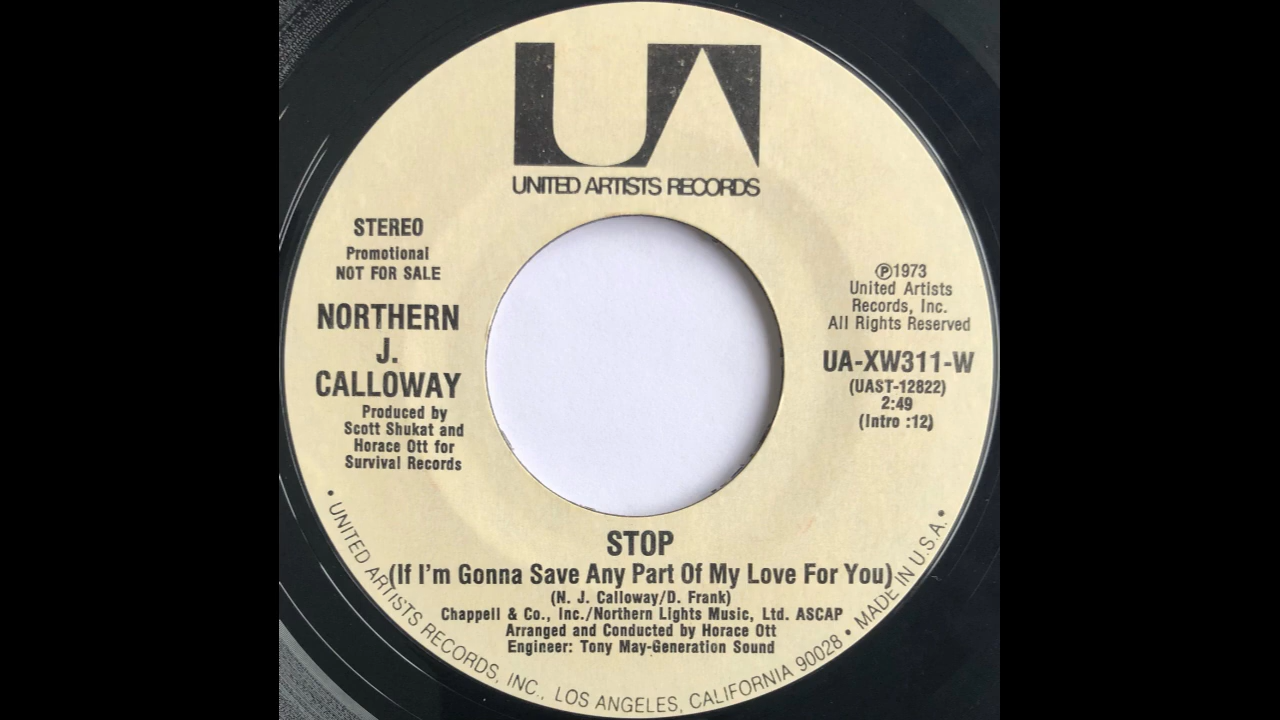 UA
UNITED ARTISTS RECORDS
STEREO
Promotional
NOT FOR SALE
NORTHERN
J.
CALLOWAY
Produced by
Scott Shukat and
Horace Ott for
Survival Records
℗1973
United Artists
Records, Inc.
All Rights Reserved
UA-XW311-W
(UAST-12822)
2:49
(Intro :12)
STOP
(If I'm Gonna Save Any Part Of My Love For You)
(N. J. Calloway/D. Frank)
Chappell & Co., Inc./Northern Lights Music, Ltd. ASCAP
Arranged and Conducted by Horace Ott
Engineer: Tony May-Generation Sound
• UNITED ARTISTS RECORDS, INC., LOS ANGELES, CALIFORNIA 90028 • MADE IN U.S.A. •